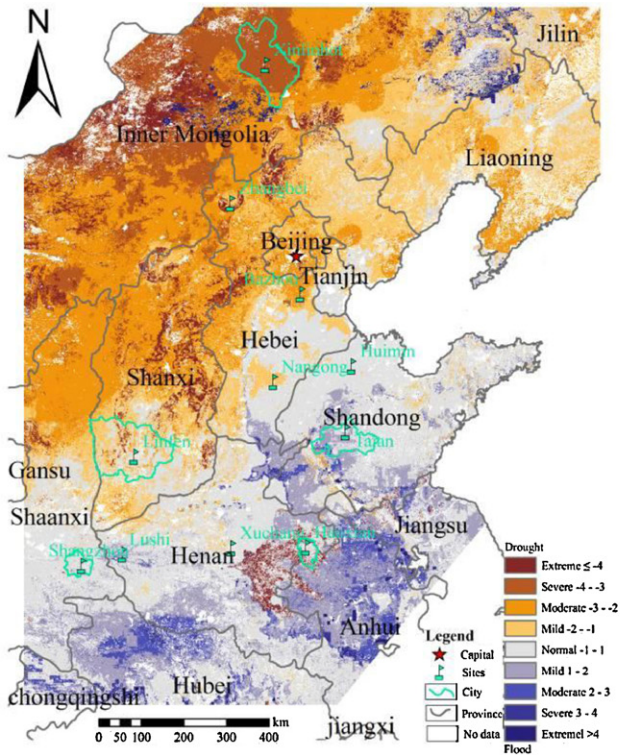 N
Jilin
Xilinhot
Inner Mongolia
Liaoning
Zhangbei
Beijing
Tianjin
Hebei
Huimin
Nangong
Shanxi
Shandong
Taian
Linfen
Gansu
Shaanxi
Jiangsu
Lushi
Xuchang
Shangzhou
Henan
Anhui
Hubei
chongqingshi
jiangxi
0 50 100 200 300 400 km
Legend
Capital
Sites
City
Province
No data
Drought
Extreme ≤ -4
Severe -4 - -3
Moderate -3 - -2
Mild -2 - -1
Normal -1 - 1
Mild 1 - 2
Moderate 2 - 3
Severe 3 - 4
Extremel >4
Flood